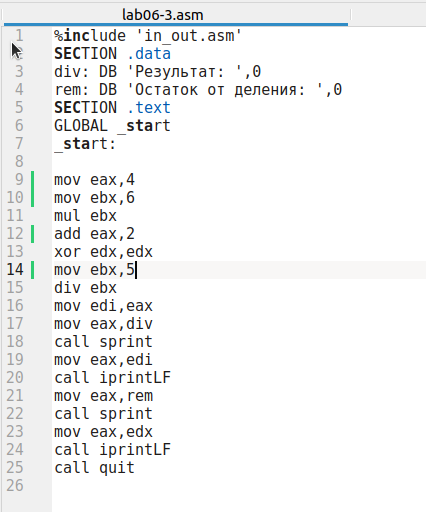 lab06-3.asm
1 %include 'in_out.asm'
2 SECTION .data
3 div: DB 'Результат: ',0
4 rem: DB 'Остаток от деления: ',0
5 SECTION .text
6 GLOBAL _start
7 _start:
8
9 mov eax,4
10 mov ebx,6
11 mul ebx
12 add eax,2
13 xor edx,edx
14 mov ebx,5
15 div ebx
16 mov edi,eax
17 mov eax,div
18 call sprint
19 mov eax,edi
20 call iprintLF
21 mov eax,rem
22 call sprint
23 mov eax,edx
24 call iprintLF
25 call quit
26